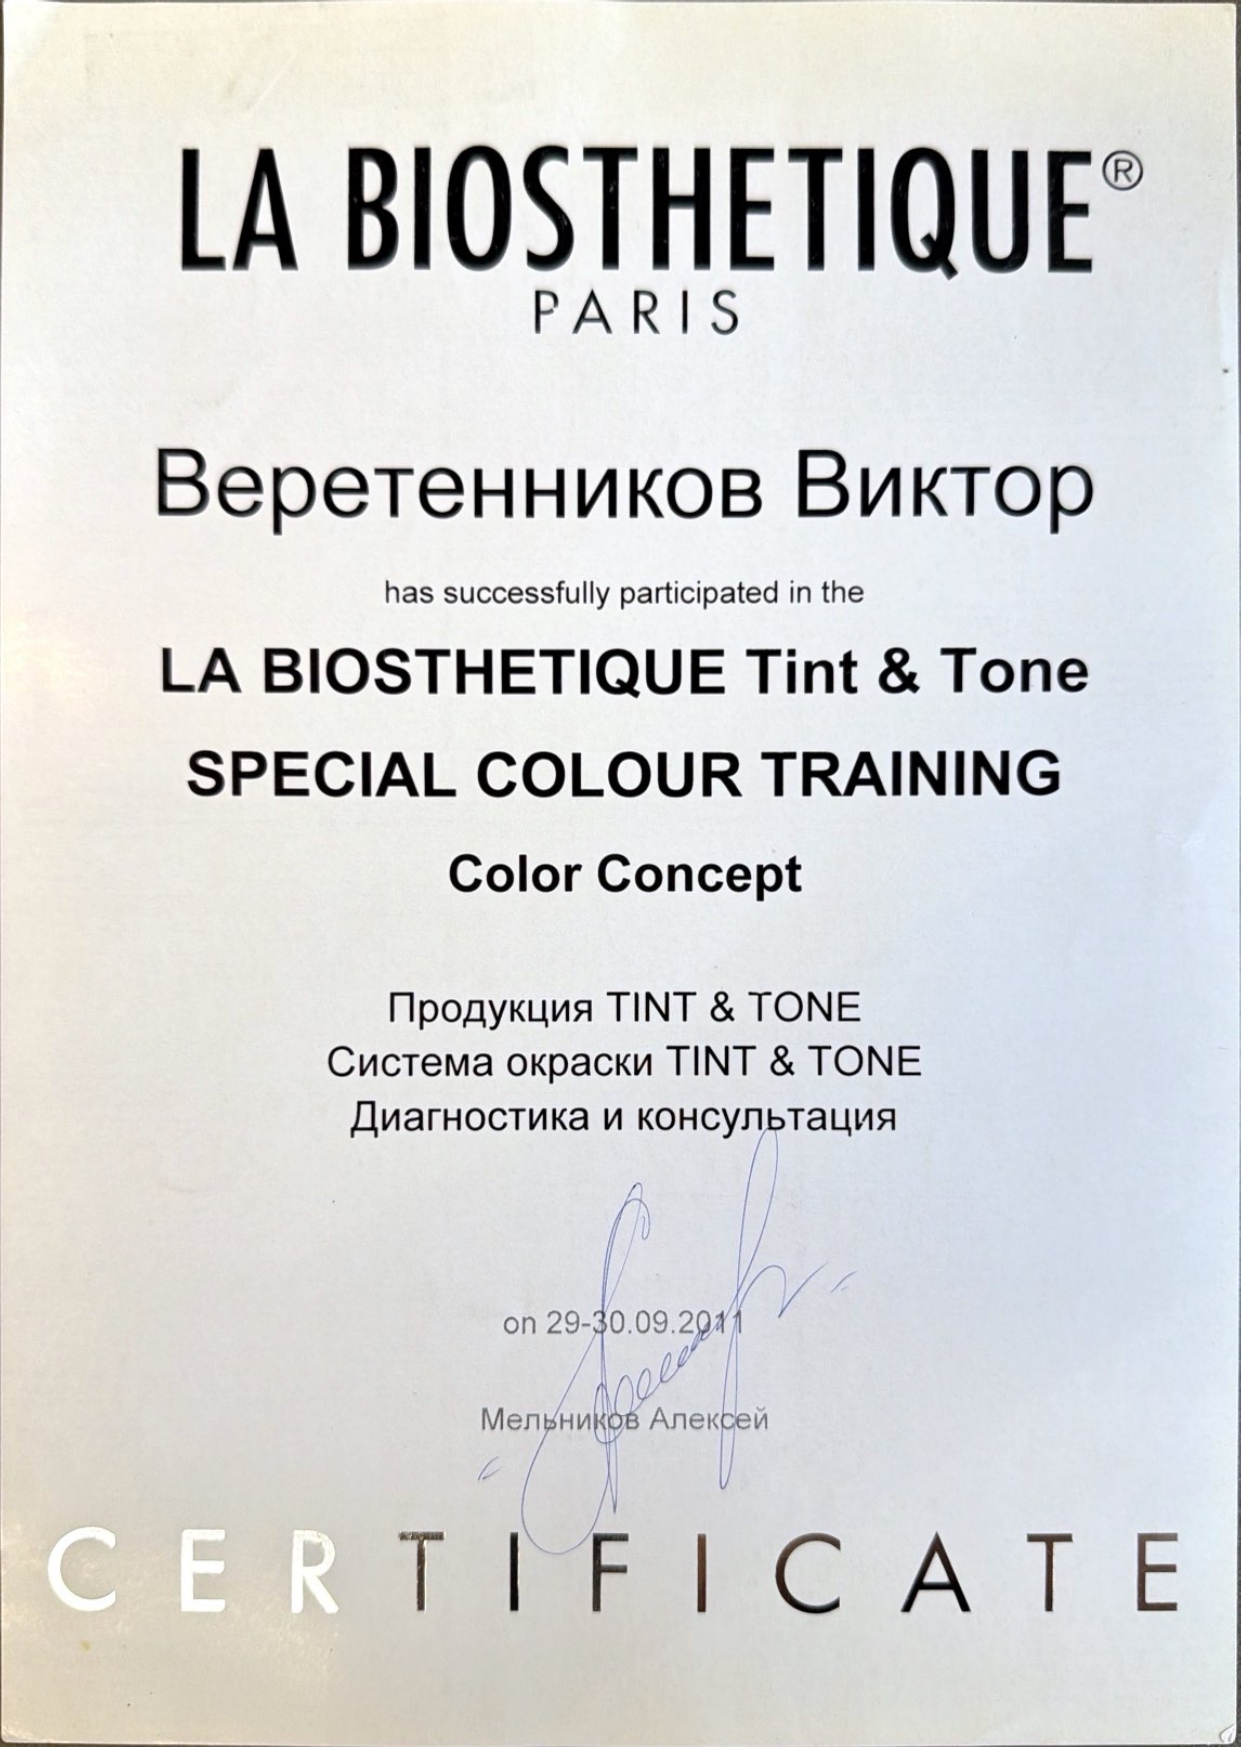 LA BIOSTHETIQUE®
PARIS
Веретенников Виктор
has successfully participated in the
LA BIOSTHETIQUE Tint & Tone
SPECIAL COLOUR TRAINING
Color Concept
Продукция TINT & TONE
Система окраски TINT & TONE
Диагностика и консультация
on 29-30.09.2011
Мельников Алексей
CERTIFICATE